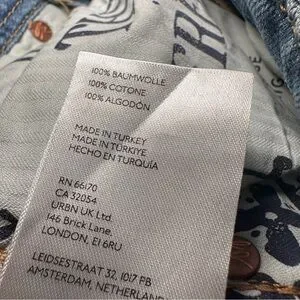 100% BAUMWOLLE
100% COTONE
100% ALGODÓN
MADE IN TURKEY
MADE IN TÜRKIYE
HECHO EN TURQUÍA
RN 66170
CA 32054
URBN UK Ltd.
146 Brick Lane,
LONDON, E1 6RU
LEIDSESTRAAT 32, 1017 PB
AMSTERDAM, NETHERLAN